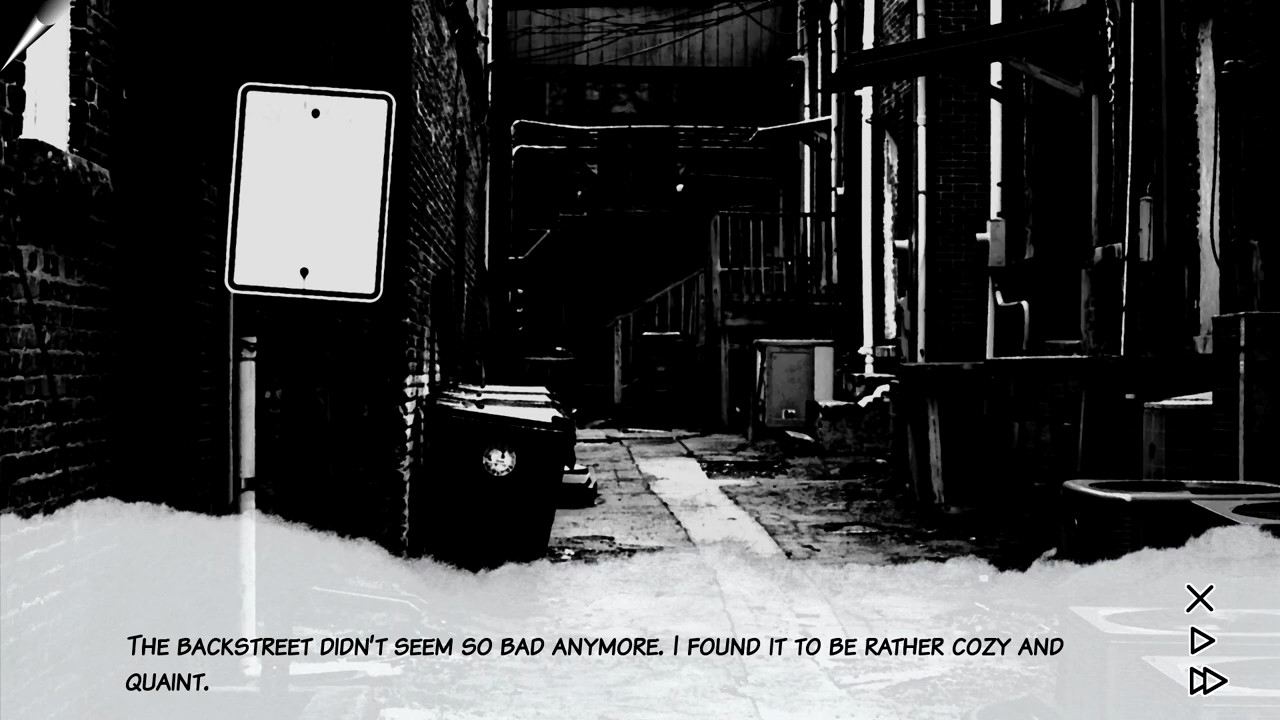 The backstreet didn't seem so bad anymore. I found it to be rather cozy and
quaint.